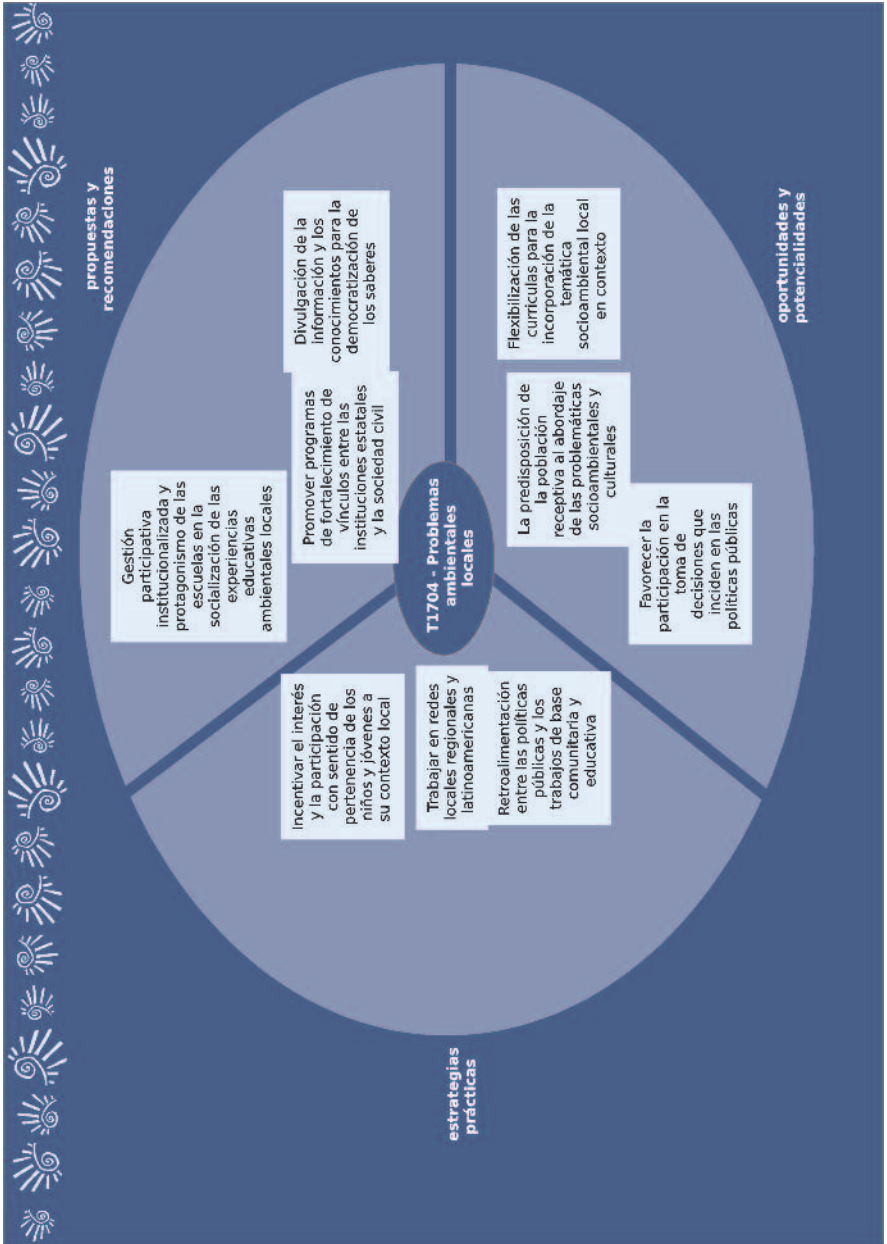 propuestas y
recomendaciones
Gestión
participativa
institucionalizada y
protagonismo de las
escuelas en la
socialización de las
experiencias
educativas
ambientales locales
Divulgación de la
información y los
conocimientos para la
democratización de
los saberes
Promover programas
de fortalecimiento de
vínculos entre las
instituciones estatales
y la sociedad civil
T1704 - Problemas
ambientales
locales
Incentivar el interés
y la participación
con sentido de
pertenencia de los
niños y jóvenes a
su contexto local
Trabajar en redes
locales regionales y
latinoamericanas
Retroalimentación
entre las políticas
públicas y los
trabajos de base
comunitaria y
educativa
estrategias
prácticas
Flexibilización de las
curriculas para la
incorporación de la
temática
socioambiental local
en contexto
La predisposición de
la población
receptiva al abordaje
de las problemáticas
socioambientales y
culturales
Favorecer la
participación en la
toma de
decisiones que
inciden en las
políticas públicas
oportunidades y
potencialidades